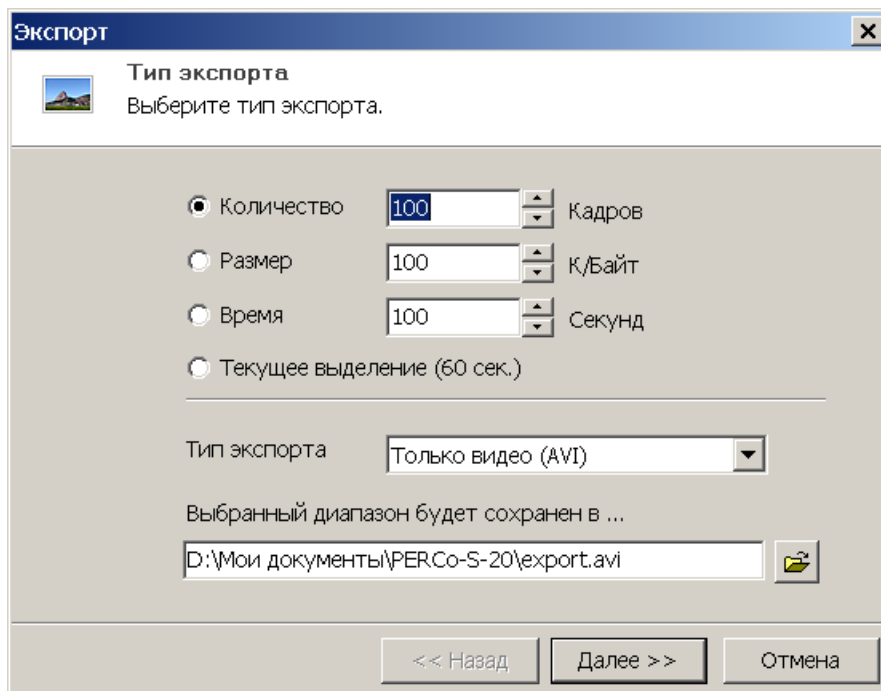 Экспорт
Тип экспорта
Выберите тип экспорта.
Количество 100 Кадров
Размер 100 К/Байт
Время 100 Секунд
Текущее выделение (60 сек.)
Тип экспорта Только видео (AVI)
Выбранный диапазон будет сохранен в ...
D:\Мои документы\PERCo-S-20\export.avi
<< Назад Далее >> Отмена